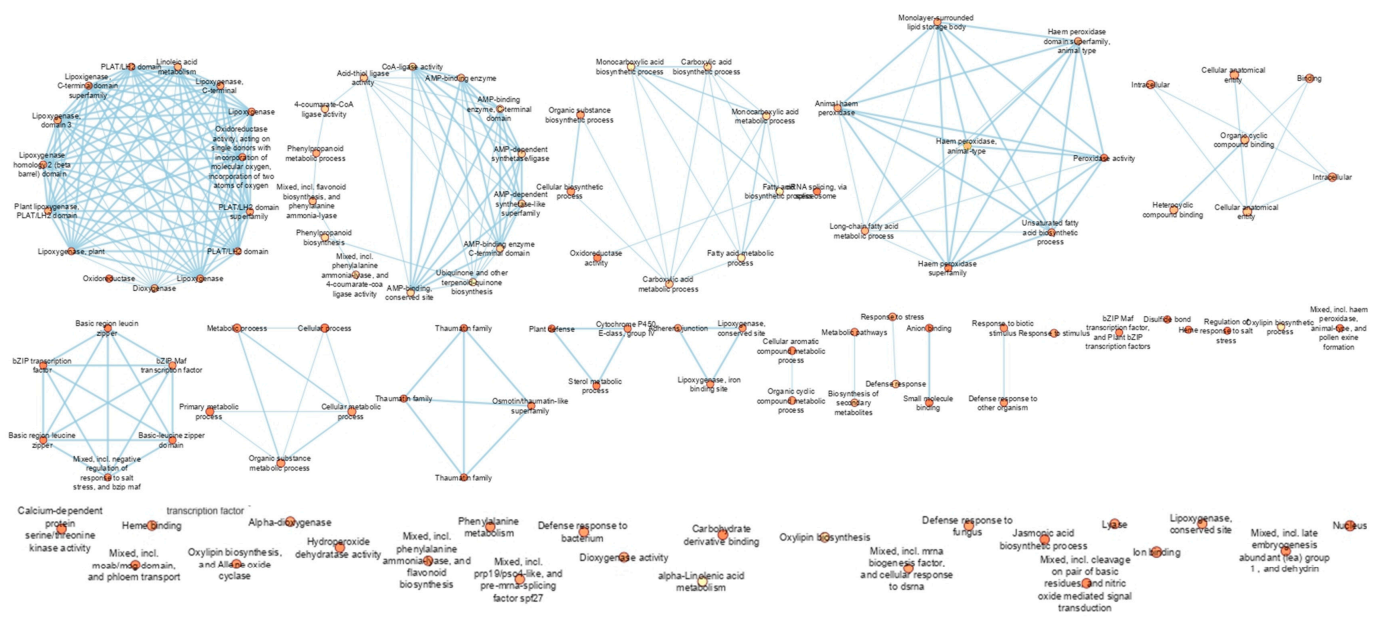 PLAT/LH2 domain
Linoleic acid
metabolism
Lipoxigenase
C-terminal domain
superfamily
Lipoxygenase,
C-terminal
Lipoxygenase,
domain 3
Lipoxygenase
Oxidoreductase
activity, acting on
single donors with
incorporation of
molecular oxygen,
incorporation of two
atoms of oxygen
Lipoxygenase
homology 2 (beta
barrel) domain
Plant lipoxygenase,
PLAT/LH2 domain
PLAT/LH2 domain
superfamily
Lipoxygenase, plant
PLAT/LH2 domain
Oxidoreductase
Lipoxygenase
Dioxygenase
CoA-ligase activity
Acid-thiol ligase
activity
AMP-binding enzyme
4-coumarate-CoA
ligase activity
AMP-binding
enzyme, C-terminal
domain
Phenylpropanoid
metabolic process
AMP-dependent
synthetase/ligase
Mixed, incl. flavonoid
biosynthesis, and
phenylalanine
ammonia-lyase
AMP-dependent
synthetase-like
superfamily
Phenylpropanoid
biosynthesis
AMP-binding enzyme
C-terminal domain
Mixed, incl.
phenylalanine
ammonia-lyase, and
4-coumarate-coa
ligase activity
AMP-binding,
conserved site
Ubiquinone and other
terpenoid-quinone
biosynthesis
Monocarboxylic acid
biosynthetic process
Carboxylic acid
biosynthetic process
Organic substance
biosynthetic process
Monocarboxylic acid
metabolic process
Cellular biosynthetic
process
Fatty acid
biosynthetic process
mRNA splicing, via
spliceosome
Oxidoreductase
activity
Fatty acid metabolic
process
Carboxylic acid
metabolic process
Monolayer-surrounded
lipid storage body
Haem peroxidase
domain superfamily,
animal type
Animal haem
peroxidase
Haem peroxidase,
animal-type
Peroxidase activity
Long-chain fatty acid
metabolic process
Unsaturated fatty
acid biosynthetic
process
Haem peroxidase
superfamily
Intracellular
Cellular anatomical
entity
Binding
Organic cyclic
compound binding
Intracellular
Heterocyclic
compound binding
Cellular anatomical
entity
Basic region leucin
zipper
bZIP transcription
factor
bZIP Maf
transcription factor
Basic region leucine
zipper
Basic-leucine zipper
domain
Mixed, incl. negative
regulation of
response to salt
stress, and bzip maf
Metabolic process
Cellular process
Primary metabolic
process
Cellular metabolic
process
Organic substance
metabolic process
Thaumatin family
Thaumatin family
Osmotin/thaumatin-like
superfamily
Thaumatin family
Plant defense
Cytochrome P450,
E-class, group IV
Sterol metabolic
process
Adherens junction
Lipoxygenase,
conserved site
Lipoxygenase, iron
binding site
Cellular aromatic
compound metabolic
process
Organic cyclic
compound metabolic
process
Response to stress
Metabolic pathways
Anion binding
Defense response
Biosynthesis of
secondary
metabolites
Small molecule
binding
Response to biotic
stimulus
Response to stimulus
Defense response to
other organism
bZIP Maf
transcription factor,
and Plant bZIP
transcription factors
Disulfide bond
Heme
Regulation of
response to salt
stress
Oxylipin biosynthetic
process
Mixed, incl. haem
peroxidase,
animal-type, and
pollen exine
formation
Calcium-dependent
protein
serine/threonine
kinase activity
Heme binding
transcription factor
Alpha-dioxygenase
Mixed, incl.
moab/mog domain,
and phloem transport
Oxylipin biosynthesis,
and Allene oxide
cyclase
Hydroperoxide
dehydratase activity
Mixed, incl.
phenylalanine
ammonia-lyase, and
flavonoid
biosynthesis
Phenylalanine
metabolism
Mixed, incl.
prp19/pso4-like, and
pre-mrna-splicing
factor spf27
Defense response to
bacterium
Dioxygenase activity
Carbohydrate
derivative binding
alpha-Linolenic acid
metabolism
Oxylipin biosynthesis
Mixed, incl. mrna
biogenesis factor,
and cellular response
to dsrna
Defense response to
fungus
Jasmonic acid
biosynthetic process
Mixed, incl. cleavage
on pair of basic
residues, and nitric
oxide mediated signal
transduction
Lyase
Ion binding
Lipoxygenase,
conserved site
Mixed, incl. late
embryogenesis
abundant (lea) group
1 , and dehydrin
Nucleus